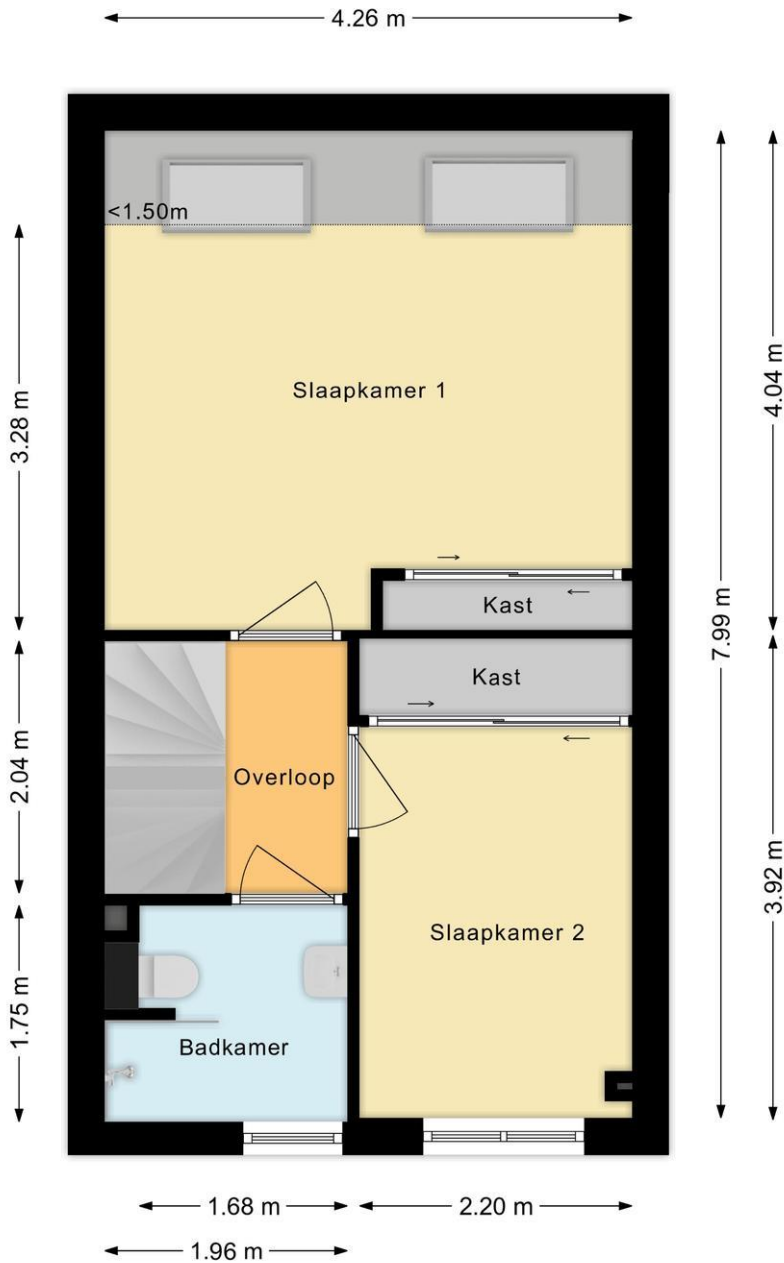 4.26 m
<1.50m
Slaapkamer 1
3.28 m
4.04 m
7.99 m
Kast
Kast
Overloop
2.04 m
3.92 m
Slaapkamer 2
1.75 m
Badkamer
1.68 m
2.20 m
1.96 m